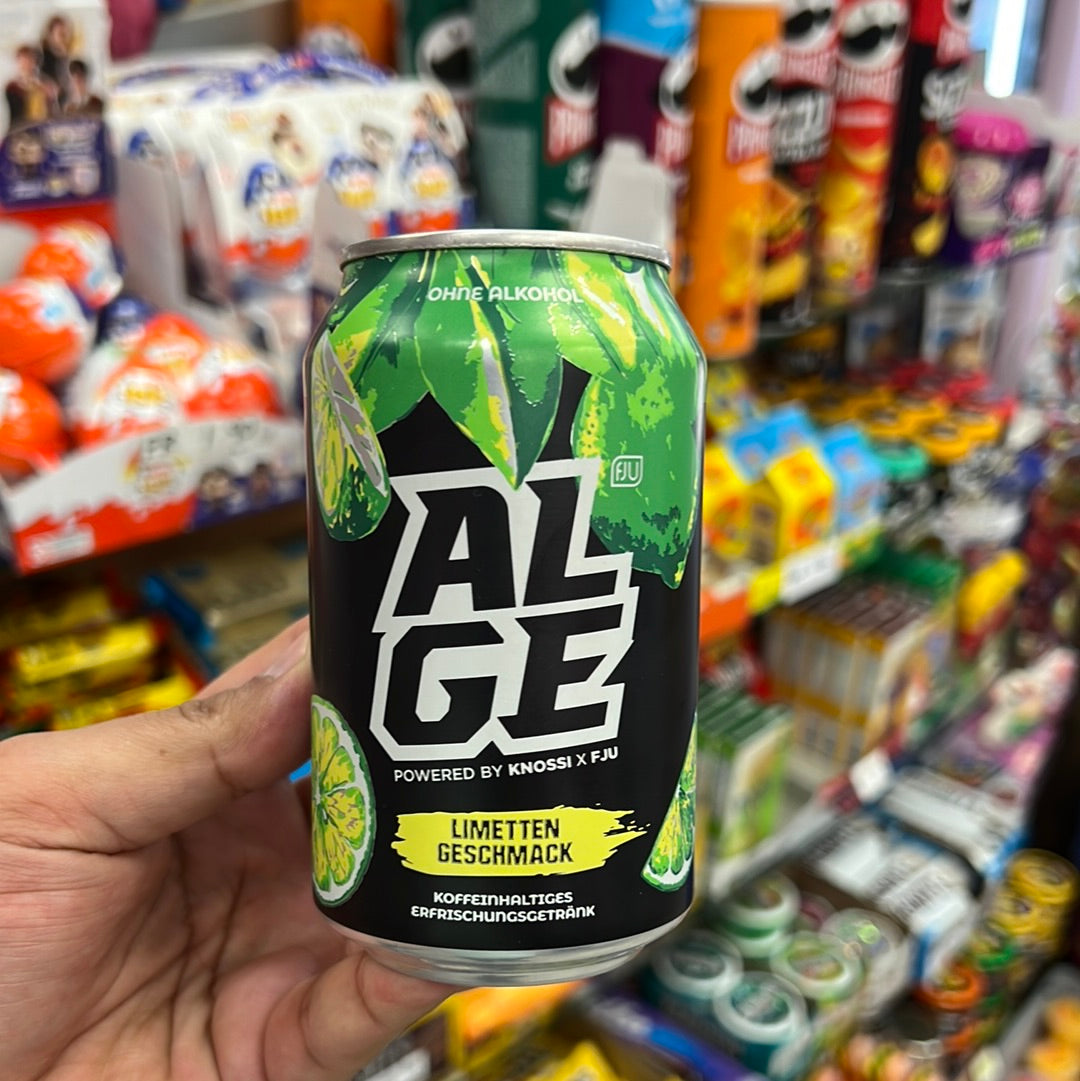 OHNE ALKOHOL
FJU
AL
GE
POWERED BY KNOSSI X FJU
LIMETTEN
GESCHMACK
KOFFEINHALTIGES
ERFRISCHUNGSGETRÄNK